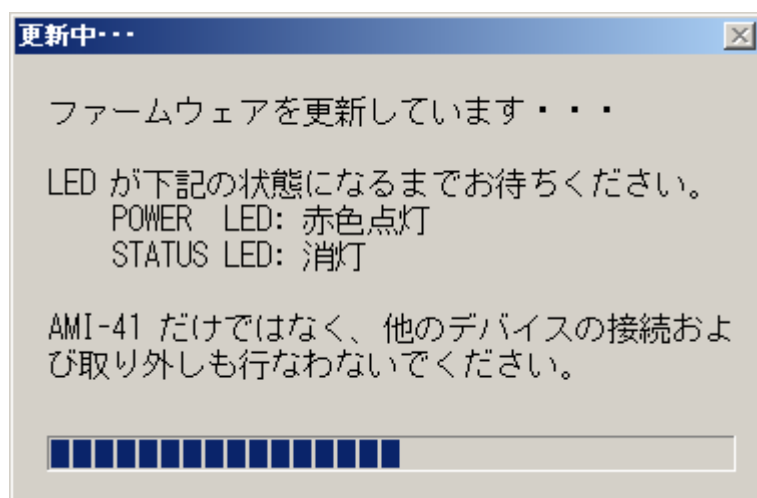 更新中･･･
ファームウェアを更新しています・・・
LED が下記の状態になるまでお待ちください。
POWER LED: 赤色点灯
STATUS LED: 消灯
AMI-41 だけではなく、他のデバイスの接続およ
び取り外しも行なわないでください。